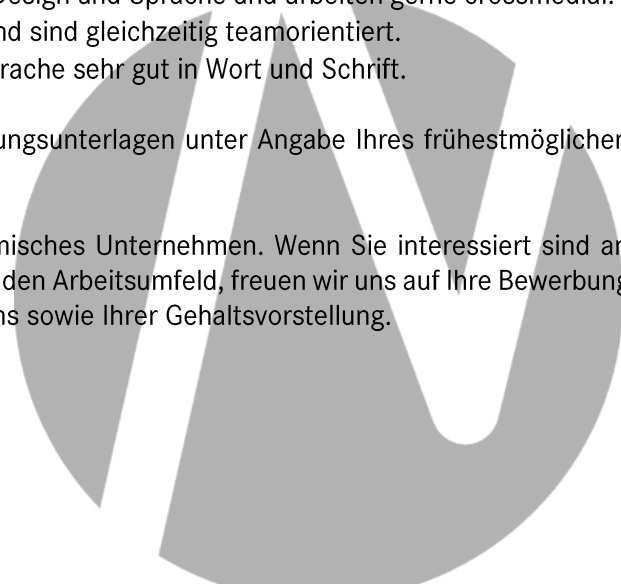 Design und Sprache und arbeiten gerne crossmedial.
nd sind gleichzeitig teamorientiert.
rache sehr gut in Wort und Schrift.
ungsunterlagen unter Angabe Ihres frühestmöglichen
misches Unternehmen. Wenn Sie interessiert sind an
den Arbeitsumfeld, freuen wir uns auf Ihre Bewerbung
ns sowie Ihrer Gehaltsvorstellung.